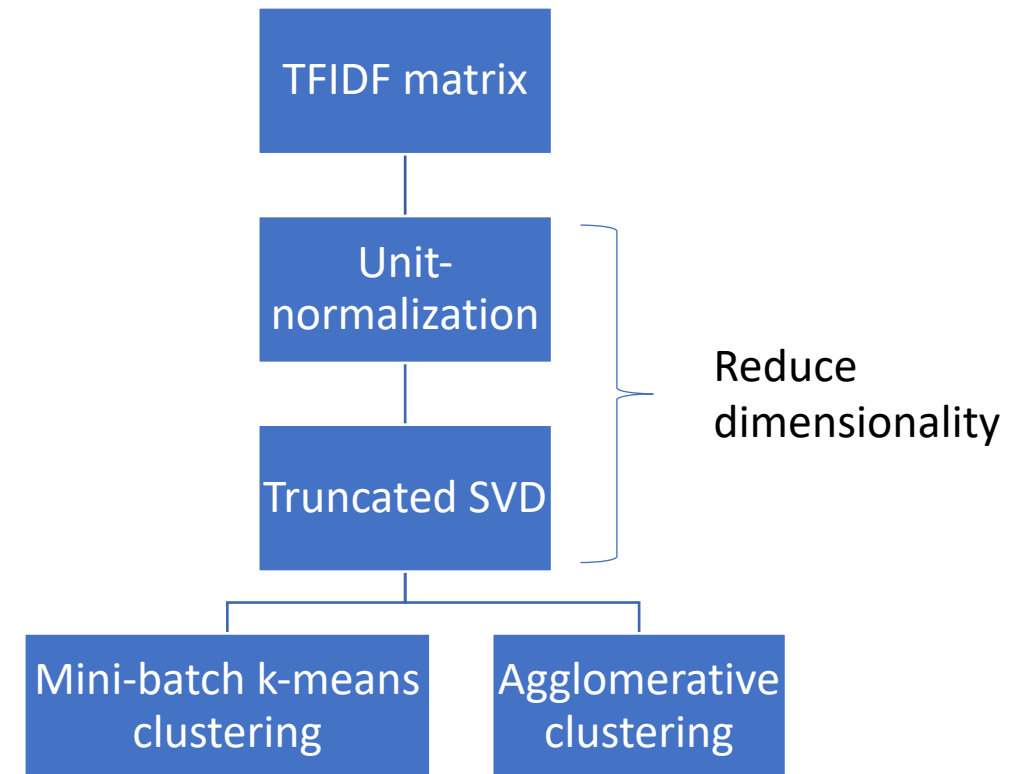 TFIDF matrix
Unit-
normalization
Reduce
dimensionality
Truncated SVD
Mini-batch k-means
clustering
Agglomerative
clustering